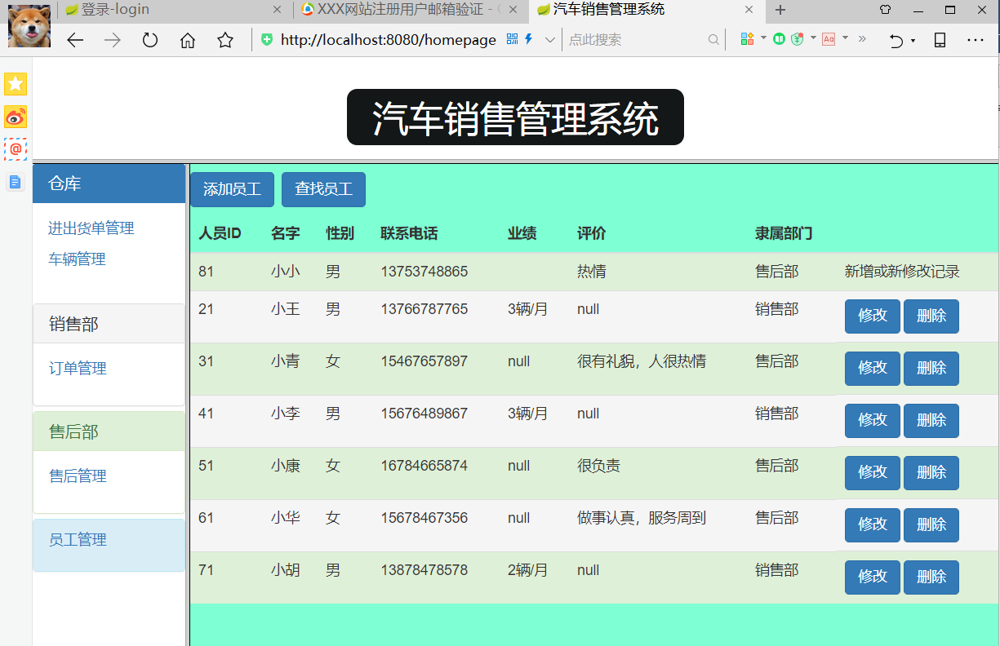 登录-login
XXX网站注册用户邮箱验证 -
汽车销售管理系统
http://localhost:8080/homepage
点此搜索
汽车销售管理系统
仓库
进出货单管理
车辆管理
销售部
订单管理
售后部
售后管理
员工管理
添加员工 查找员工
人员ID 名字 性别 联系电话 业绩 评价 隶属部门
81 小小 男 13753748865 热情 售后部 新增或新修改记录
21 小王 男 13766787765 3辆/月 null 销售部 修改 删除
31 小青 女 15467657897 null 很有礼貌，人很热情 售后部 修改 删除
41 小李 男 15676489867 3辆/月 null 销售部 修改 删除
51 小康 女 16784665874 null 很负责 售后部 修改 删除
61 小华 女 15678467356 null 做事认真，服务周到 售后部 修改 删除
71 小胡 男 13878478578 2辆/月 null 销售部 修改 删除